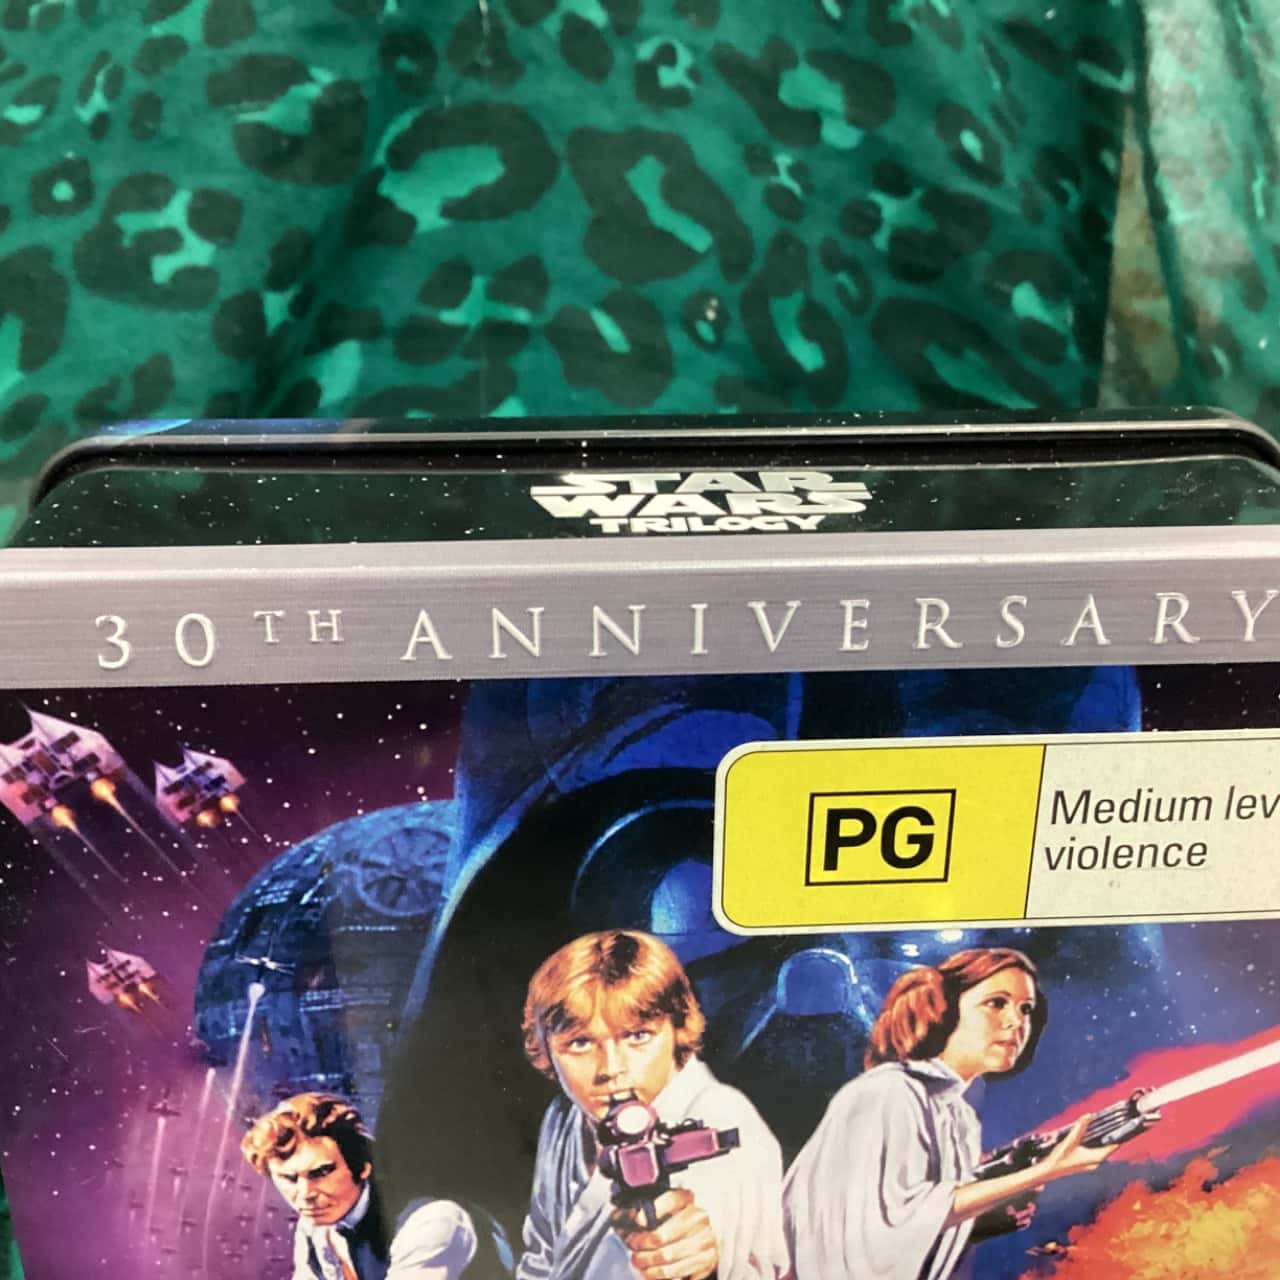 STAR
WARS
TRILOGY
30TH ANNIVERSARY
PG
Medium lev
violence